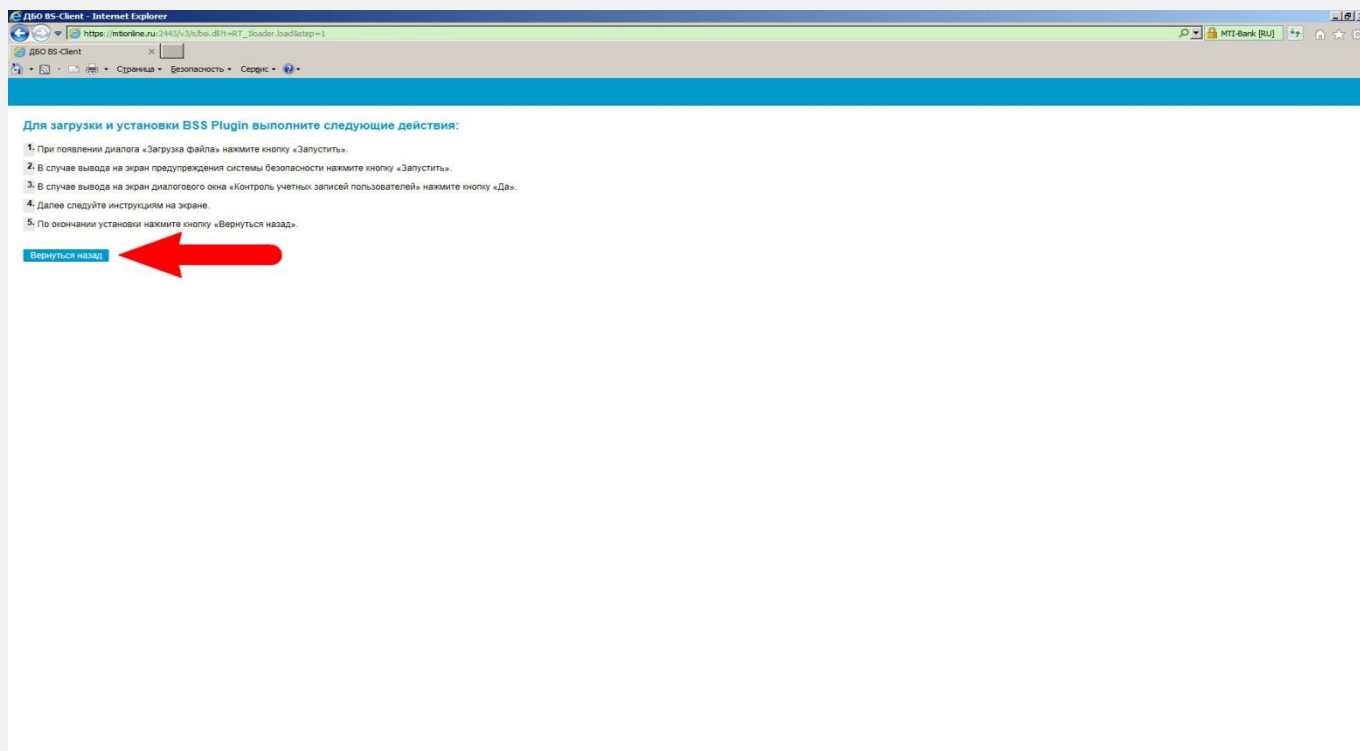 ДБО BS-Client - Internet Explorer
https://mtionline.ru:2443/v3/s/bsi.dll?t=RT_1loader.load&step=1
MTI-Bank [RU]
ДБО BS-Client
Страница
Безопасность
Сервис
Для загрузки и установки BSS Plugin выполните следующие действия:
1. При появлении диалога «Загрузка файла» нажмите кнопку «Запустить».
2. В случае вывода на экран предупреждения системы безопасности нажмите кнопку «Запустить».
3. В случае вывода на экран диалогового окна «Контроль учетных записей пользователей» нажмите кнопку «Да».
4. Далее следуйте инструкциям на экране.
5. По окончании установки нажмите кнопку «Вернуться назад».
Вернуться назад